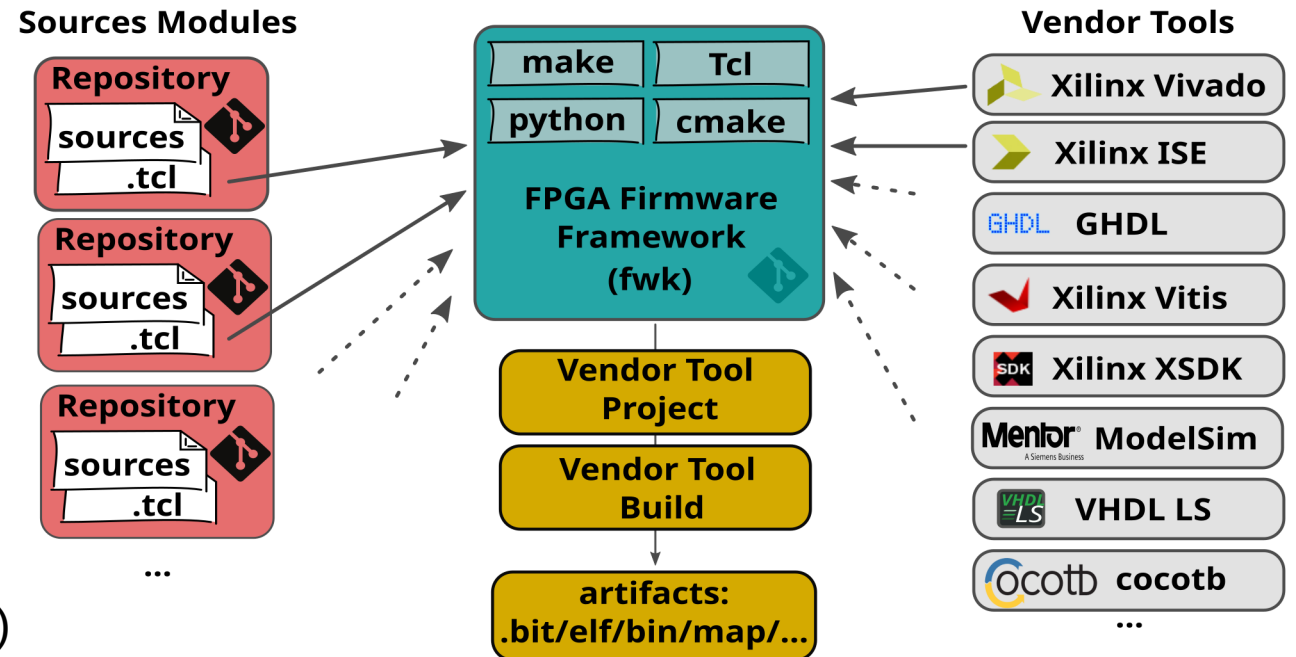 Sources Modules
Repository
sources
.tcl
Repository
sources
.tcl
Repository
sources
.tcl
...
)
make
Tcl
python
cmake
FPGA Firmware
Framework
(fwk)
Vendor Tool
Project
Vendor Tool
Build
artifacts:
.bit/elf/bin/map/...
Vendor Tools
Xilinx Vivado
Xilinx ISE
GHDL GHDL
Xilinx Vitis
SDK Xilinx XSDK
Mentor® ModelSim
A Siemens Business
VHDL
=LS VHDL LS
cocotb cocotb
...